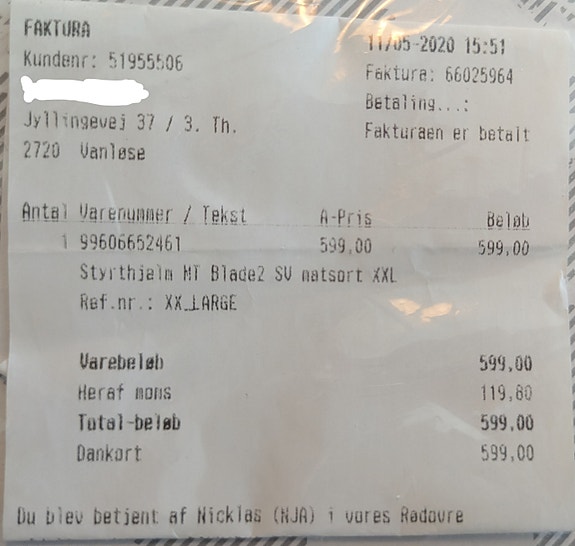 FAKTURA
11/05-2020 15:51
Kundenr: 51955506
Faktura: 66025964
Betaling...:
Jyllingevej 37 / 3. Th.
Fakturaen er betalt
2720 Vanløse
Antal Varenummer / Tekst A-Pris Beløb
1 99606652461 599,00 599,00
Styrthjelm MT Blade2 SV matsort XXL
Ref.nr.: XX_LARGE
Varebeløb 599,00
Heraf moms 119,80
Total-beløb 599,00
Dankort 599,00
Du blev betjent af Nicklas (NJA) i vores Rødovre